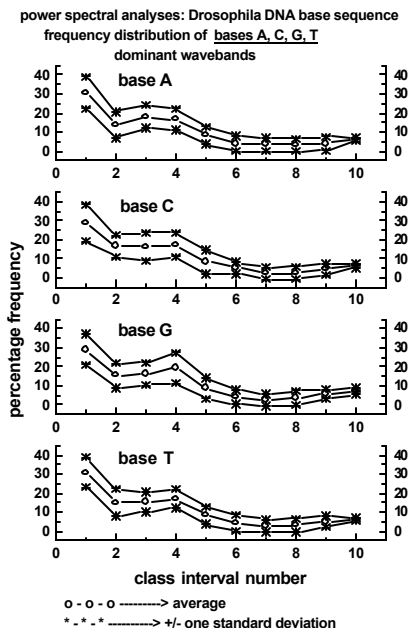 power spectral analyses: Drosophila DNA base sequence
frequency distribution of bases A, C, G, T
dominant wavebands
percentage frequency
base A
40 40
30 30
20 20
10 10
0 0
0 2 4 6 8 10
base C
40 40
30 30
20 20
10 10
0 0
0 2 4 6 8 10
base G
40 40
30 30
20 20
10 10
0 0
0 2 4 6 8 10
base T
40 40
30 30
20 20
10 10
0 0
0 2 4 6 8 10
class interval number
o - o - o ---------> average
* - * - * ---------> +/- one standard deviation